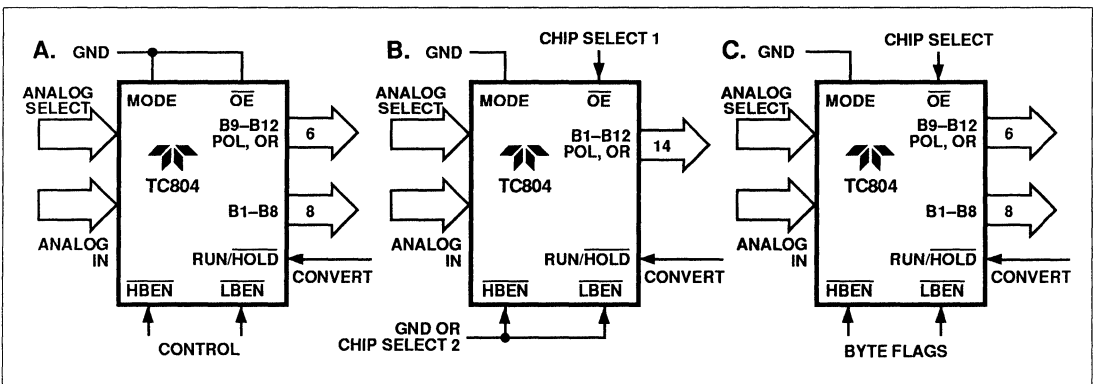 A.
GND
ANALOG
SELECT
MODE
OE
B9–B12
POL, OR
6
TC804
B1–B8
8
ANALOG
IN
RUN/HOLD
CONVERT
HBEN
LBEN
CONTROL
B.
GND
CHIP SELECT 1
ANALOG
SELECT
MODE
OE
B1–B12
POL, OR
14
TC804
ANALOG
IN
RUN/HOLD
CONVERT
HBEN
LBEN
GND OR
CHIP SELECT 2
C.
GND
CHIP SELECT
ANALOG
SELECT
MODE
OE
B9–B12
POL, OR
6
TC804
B1–B8
8
ANALOG
IN
RUN/HOLD
CONVERT
HBEN
LBEN
BYTE FLAGS